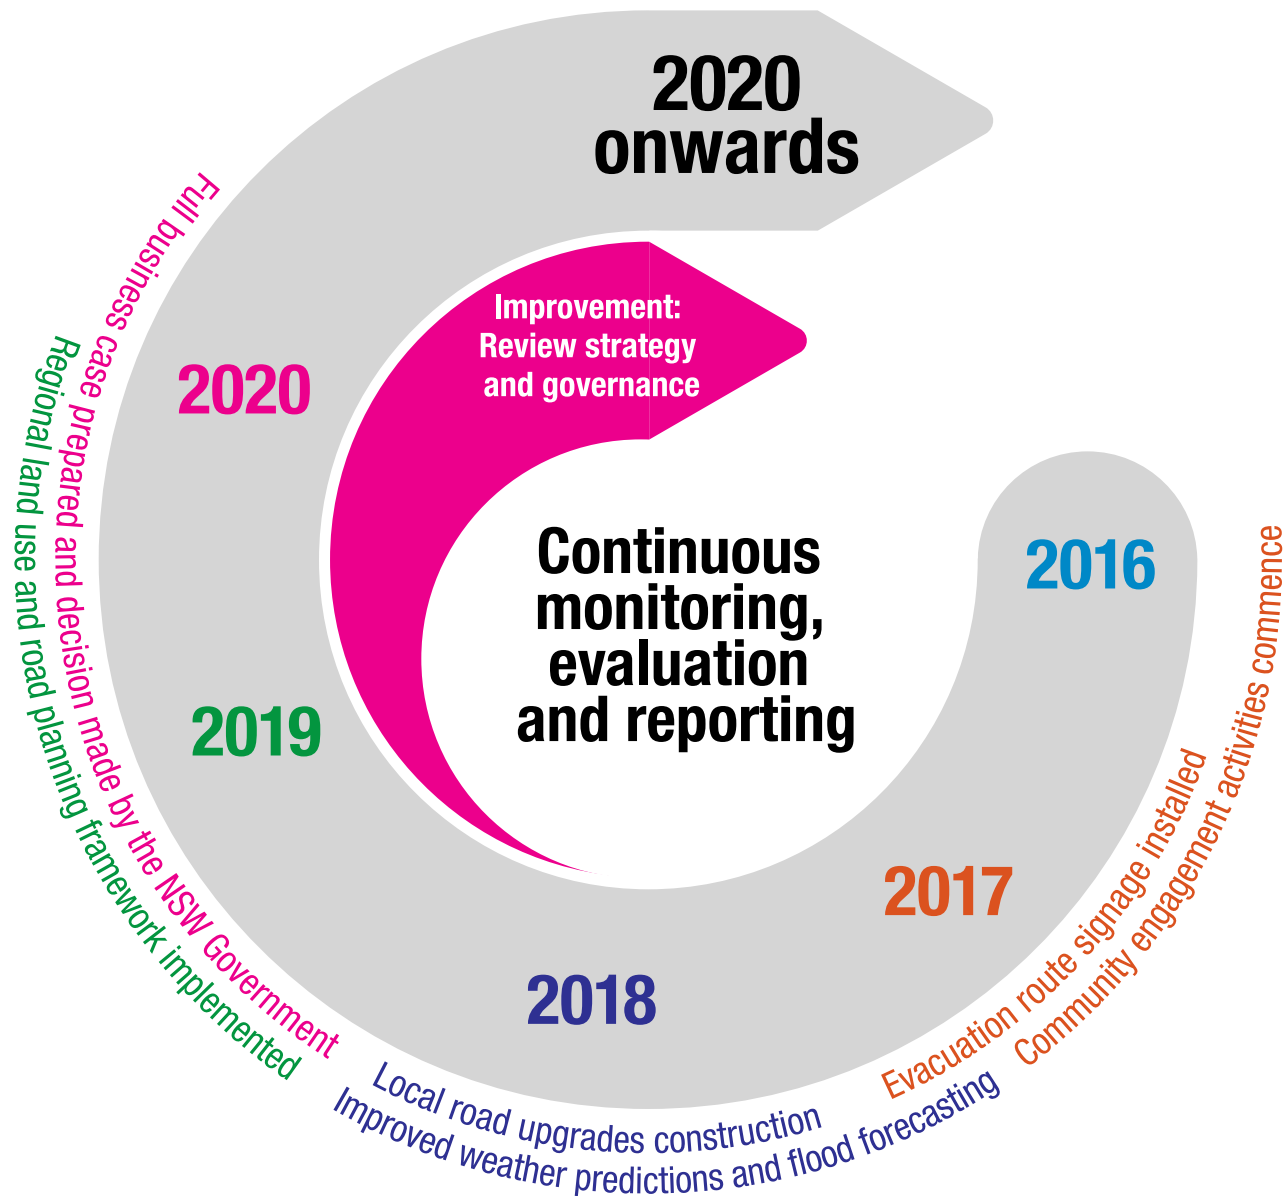 2020
onwards
Improvement:
Review strategy
and governance
Continuous
monitoring,
evaluation
and reporting
2016
2017
Evacuation route signage installed
Community engagement activities commence
2018
Local road upgrades construction
Improved weather predictions and flood forecasting
2019
Regional land use and road planning framework implemented
2020
Full business case prepared and decision made by the NSW Government